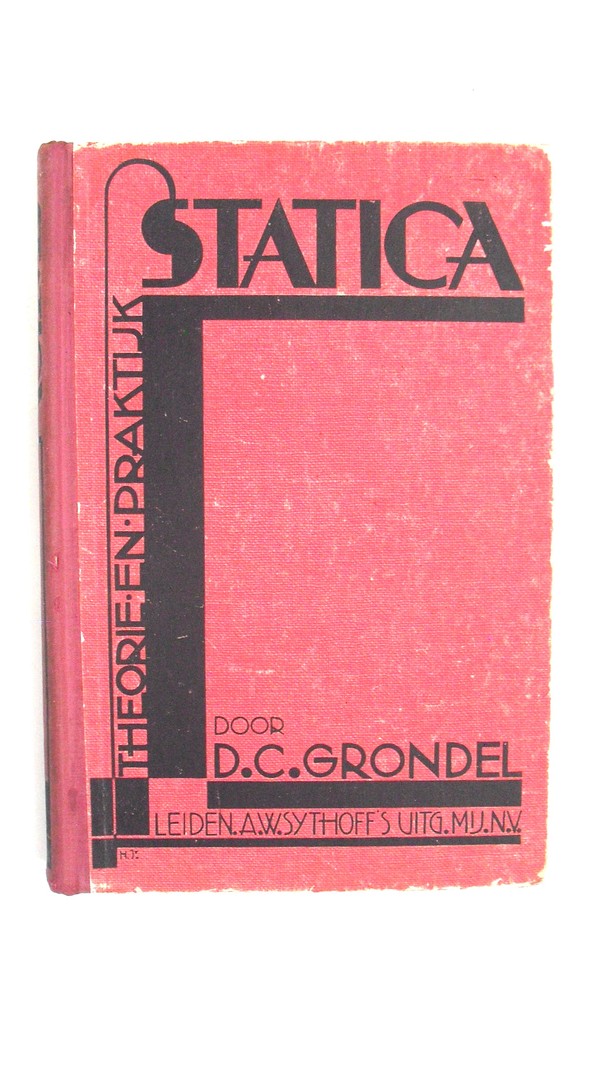 STATICA
THEORIE·EN·PRAKTIJK
DOOR
D.C.GRONDEL
LEIDEN.A.W.SYTHOFF'S UITG.MIJ.N.V.